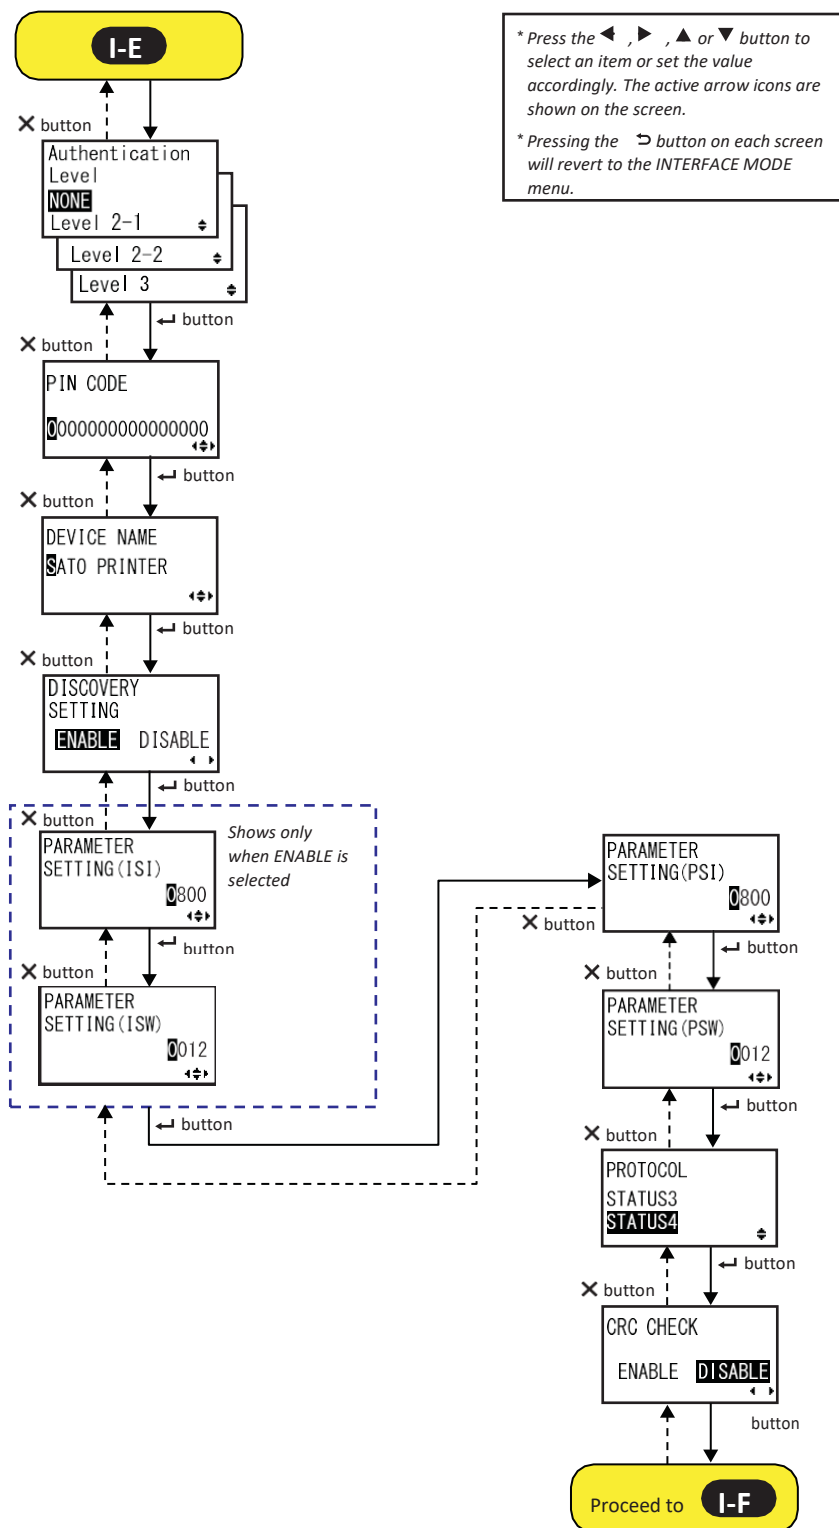 I-E
* Press the ◀ , ▶ , ▲ or ▼ button to
select an item or set the value
accordingly. The active arrow icons are
shown on the screen.
* Pressing the ⮌ button on each screen
will revert to the INTERFACE MODE
menu.
✕ button
Authentication
Level
NONE
Level 2-1
Level 2-2
Level 3
↵ button
✕ button
PIN CODE
0000000000000000
↵ button
✕ button
DEVICE NAME
SATO PRINTER
↵ button
✕ button
DISCOVERY
SETTING
ENABLE DISABLE
↵ button
✕ button
Shows only
when ENABLE is
selected
PARAMETER
SETTING(ISI)
0800
↵
button
✕ button
PARAMETER
SETTING(ISW)
0012
↵ button
PARAMETER
SETTING(PSI)
0800
✕ button
↵ button
✕ button
PARAMETER
SETTING(PSW)
0012
↵ button
✕ button
PROTOCOL
STATUS3
STATUS4
↵ button
✕ button
CRC CHECK
ENABLE DISABLE
button
Proceed to I-F